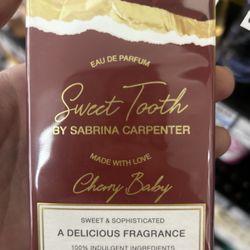 EAU DE PARFUM
Sweet Tooth
BY SABRINA CARPENTER
MADE WITH LOVE
Cherry Baby
SWEET & SOPHISTICATED
A DELICIOUS FRAGRANCE
100% INDULGENT INGREDIENTS